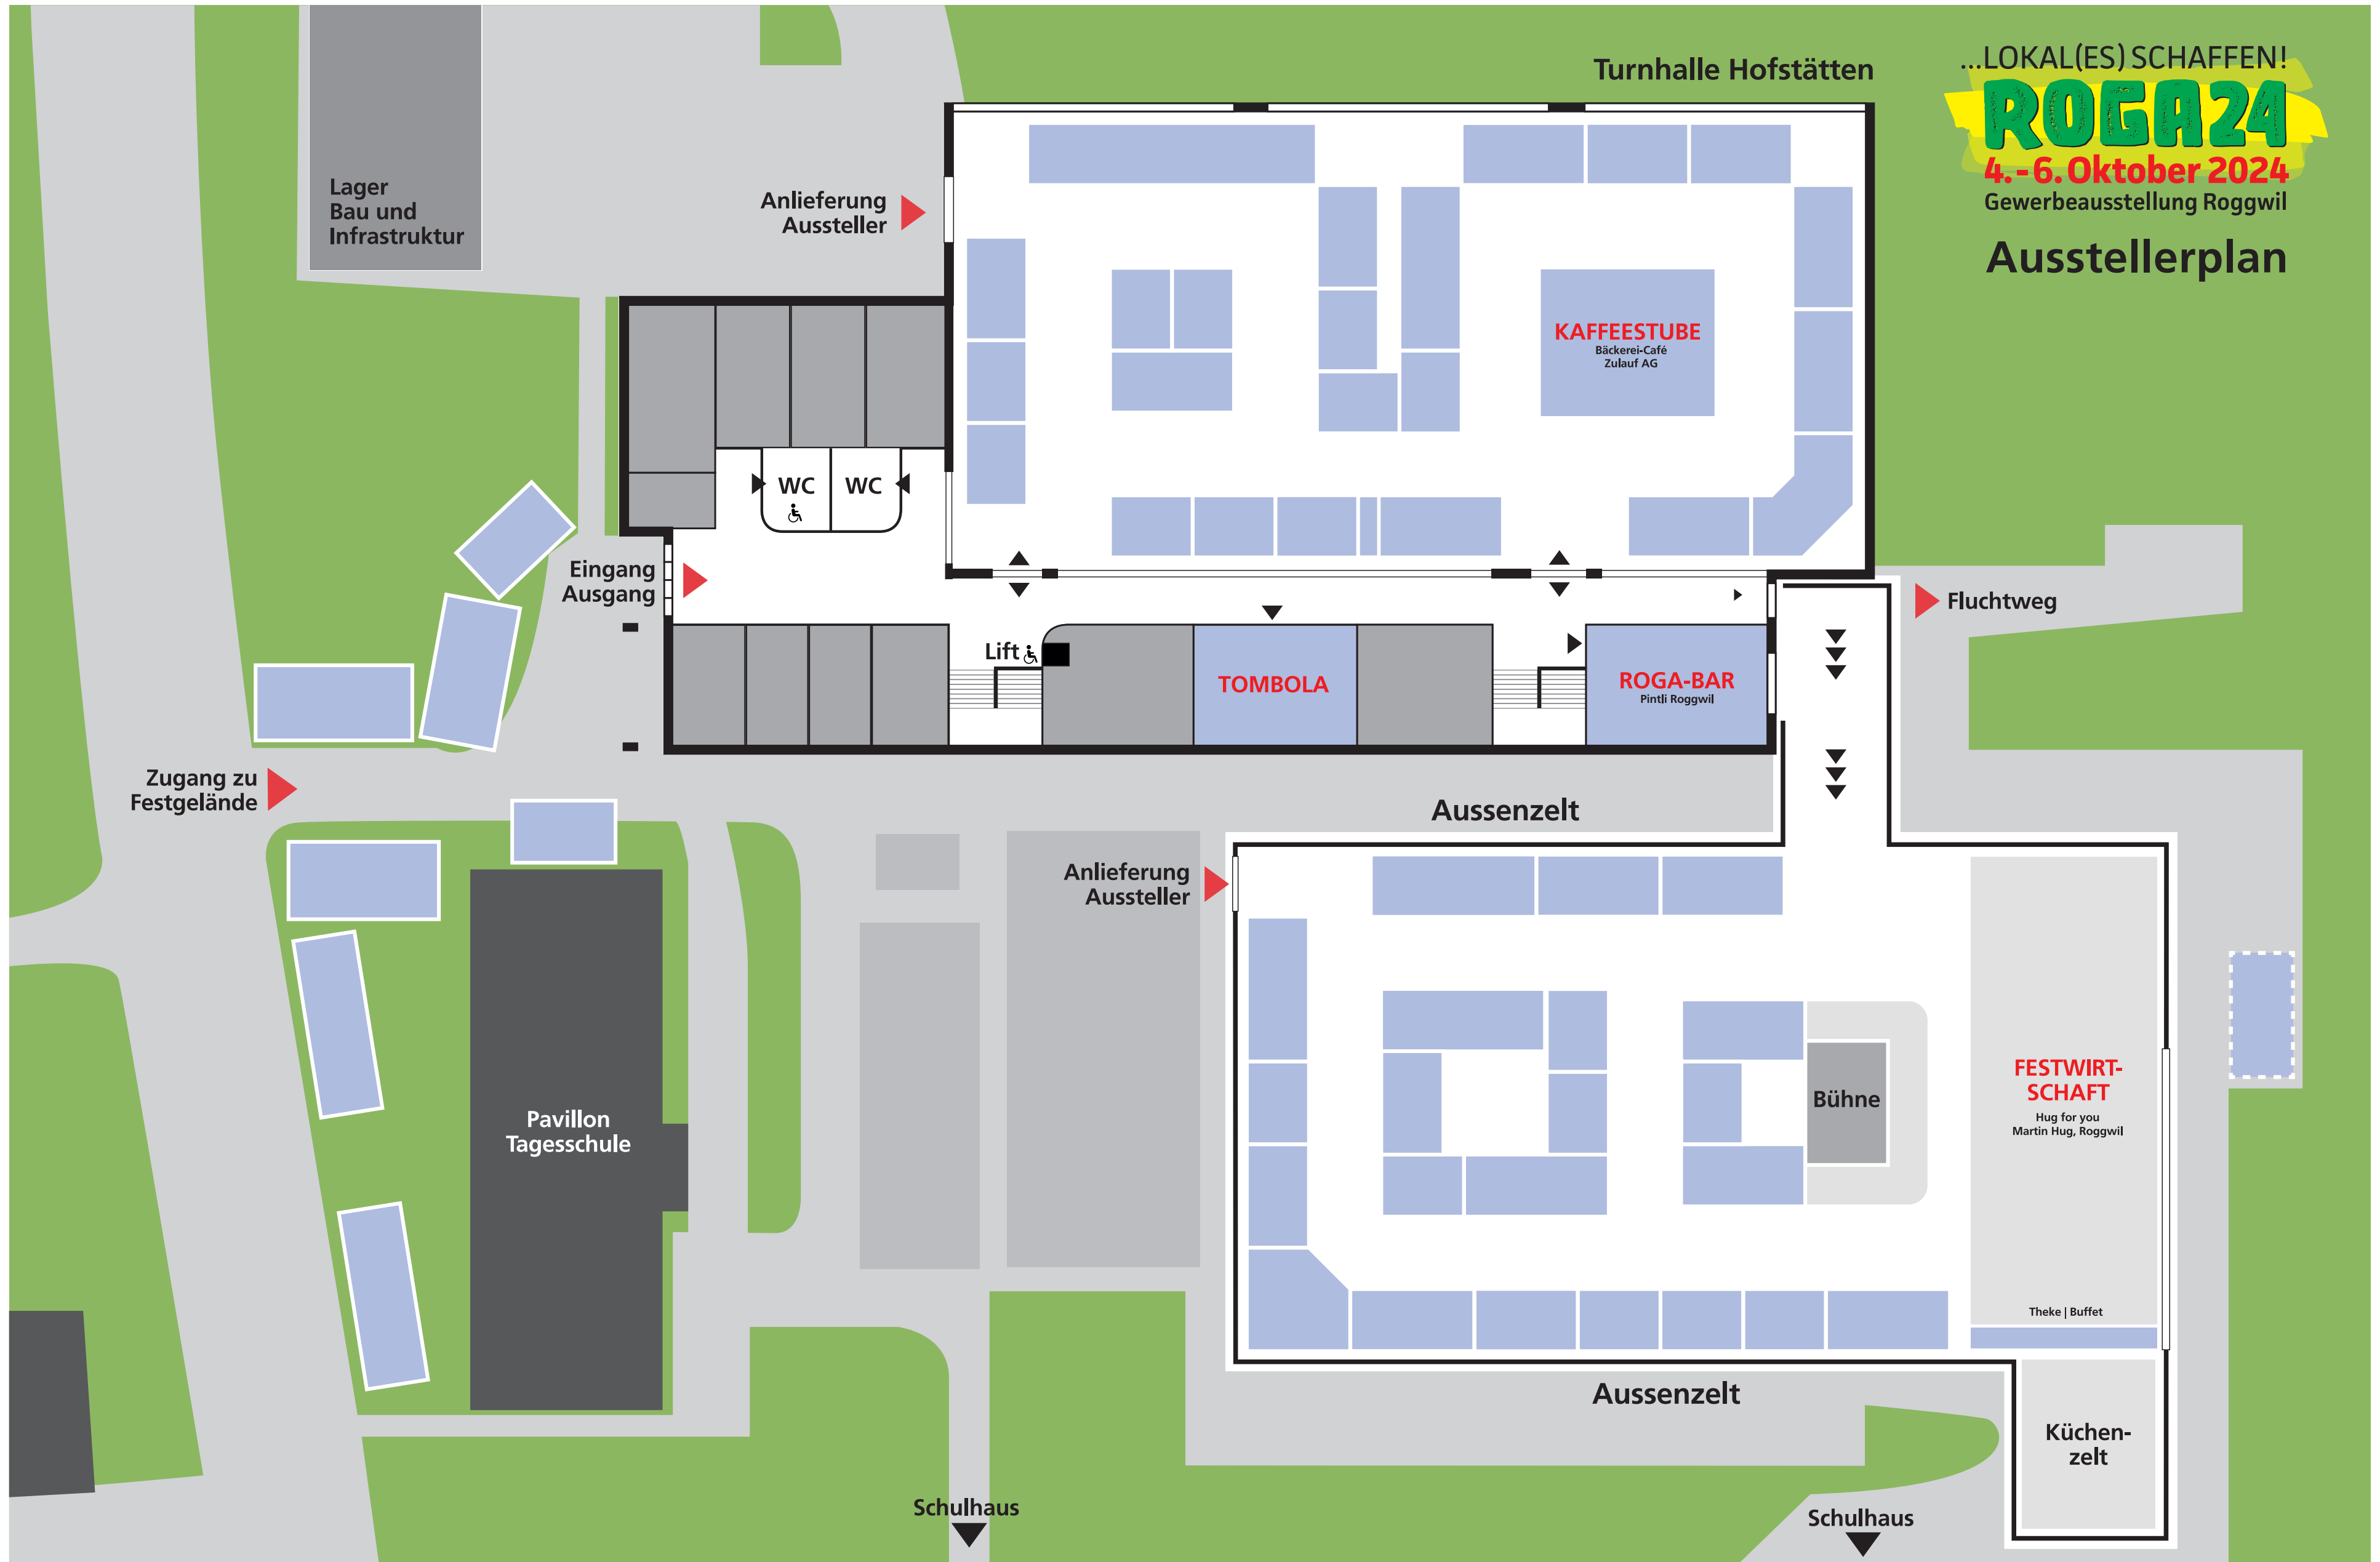 ...LOKAL(ES) SCHAFFEN!
ROGA24
4.-6. Oktober 2024
Gewerbeausstellung Roggwil
Ausstellerplan
Turnhalle Hofstätten
Lager
Bau und
Infrastruktur
Anlieferung
Aussteller
KAFFEESTUBE
Bäckerei-Café
Zulauf AG
WC
WC
Eingang
Ausgang
Fluchtweg
Lift
TOMBOLA
ROGA-BAR
Pintli Roggwil
Zugang zu
Festgelände
Aussenzelt
Anlieferung
Aussteller
Pavillon
Tagesschule
Bühne
FESTWIRT-
SCHAFT
Hug for you
Martin Hug, Roggwil
Theke | Buffet
Aussenzelt
Küchen-
zelt
Schulhaus
Schulhaus